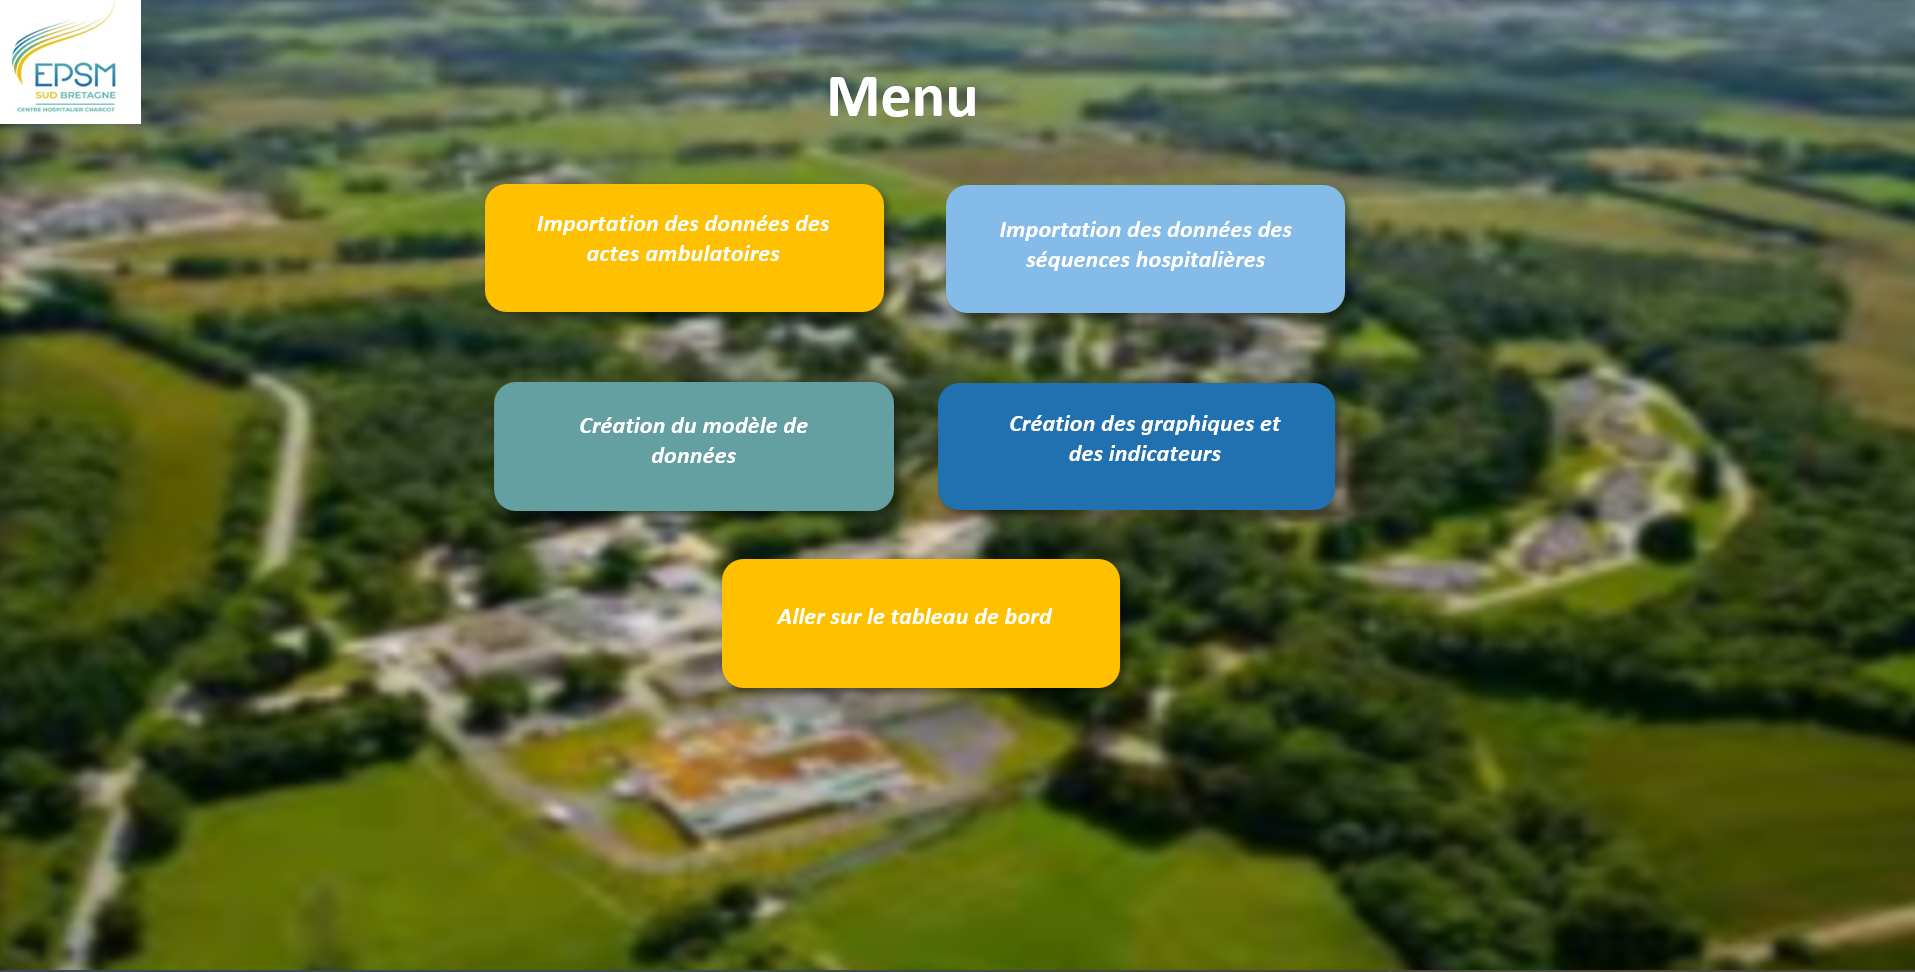 EPSM
SUD BRETAGNE
CENTRE HOSPITALIER CHARCOT
Menu
Importation des données des
actes ambulatoires
Importation des données des
séquences hospitalières
Création du modèle de
données
Création des graphiques et
des indicateurs
Aller sur le tableau de bord